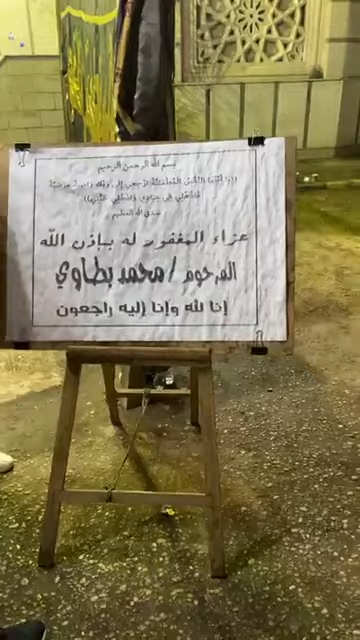 بسم الله الرحمن الرحيم
((يا أيتها النفس المطمئنة ارجعي إلى ربك راضية مرضية
فادخلي في عبادي وادخلي جنتي))
صدق الله العظيم
عزاء المغفور له بإذن الله
المرحوم / محمد بطاوي
إنا لله وإنا إليه راجعون